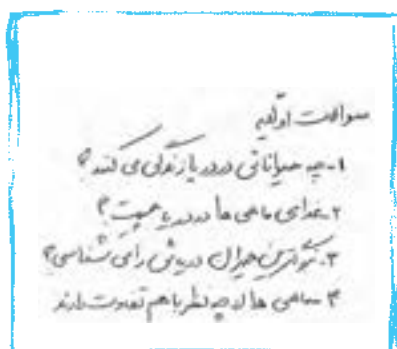 سوالات اولیه
۱- چه حیواناتی در دریا زندگی می کنند؟
۲- غذای ماهی ها در دریا چیست؟
۳- بزرگترین حیوان دریایی را می شناسی؟
۴- ماهی ها از چه نظر با هم تفاوت دارند